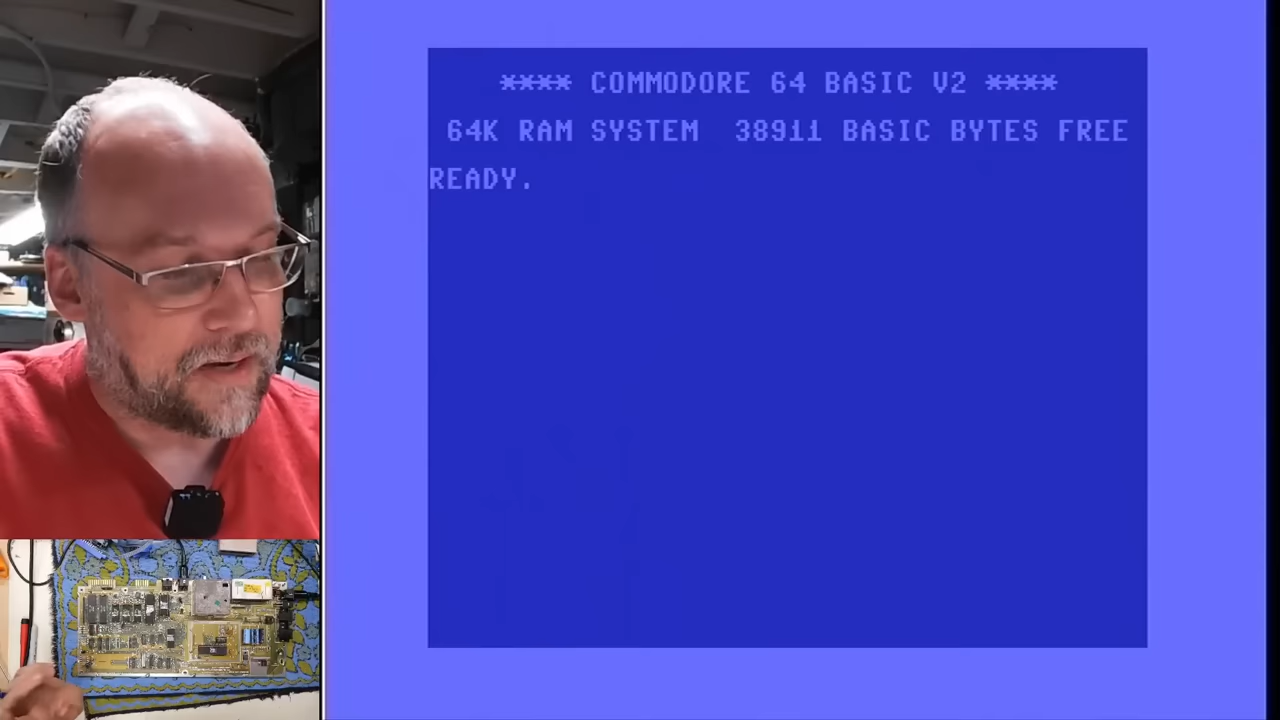 **** COMMODORE 64 BASIC V2 ****
64K RAM SYSTEM  38911 BASIC BYTES FREE
READY.